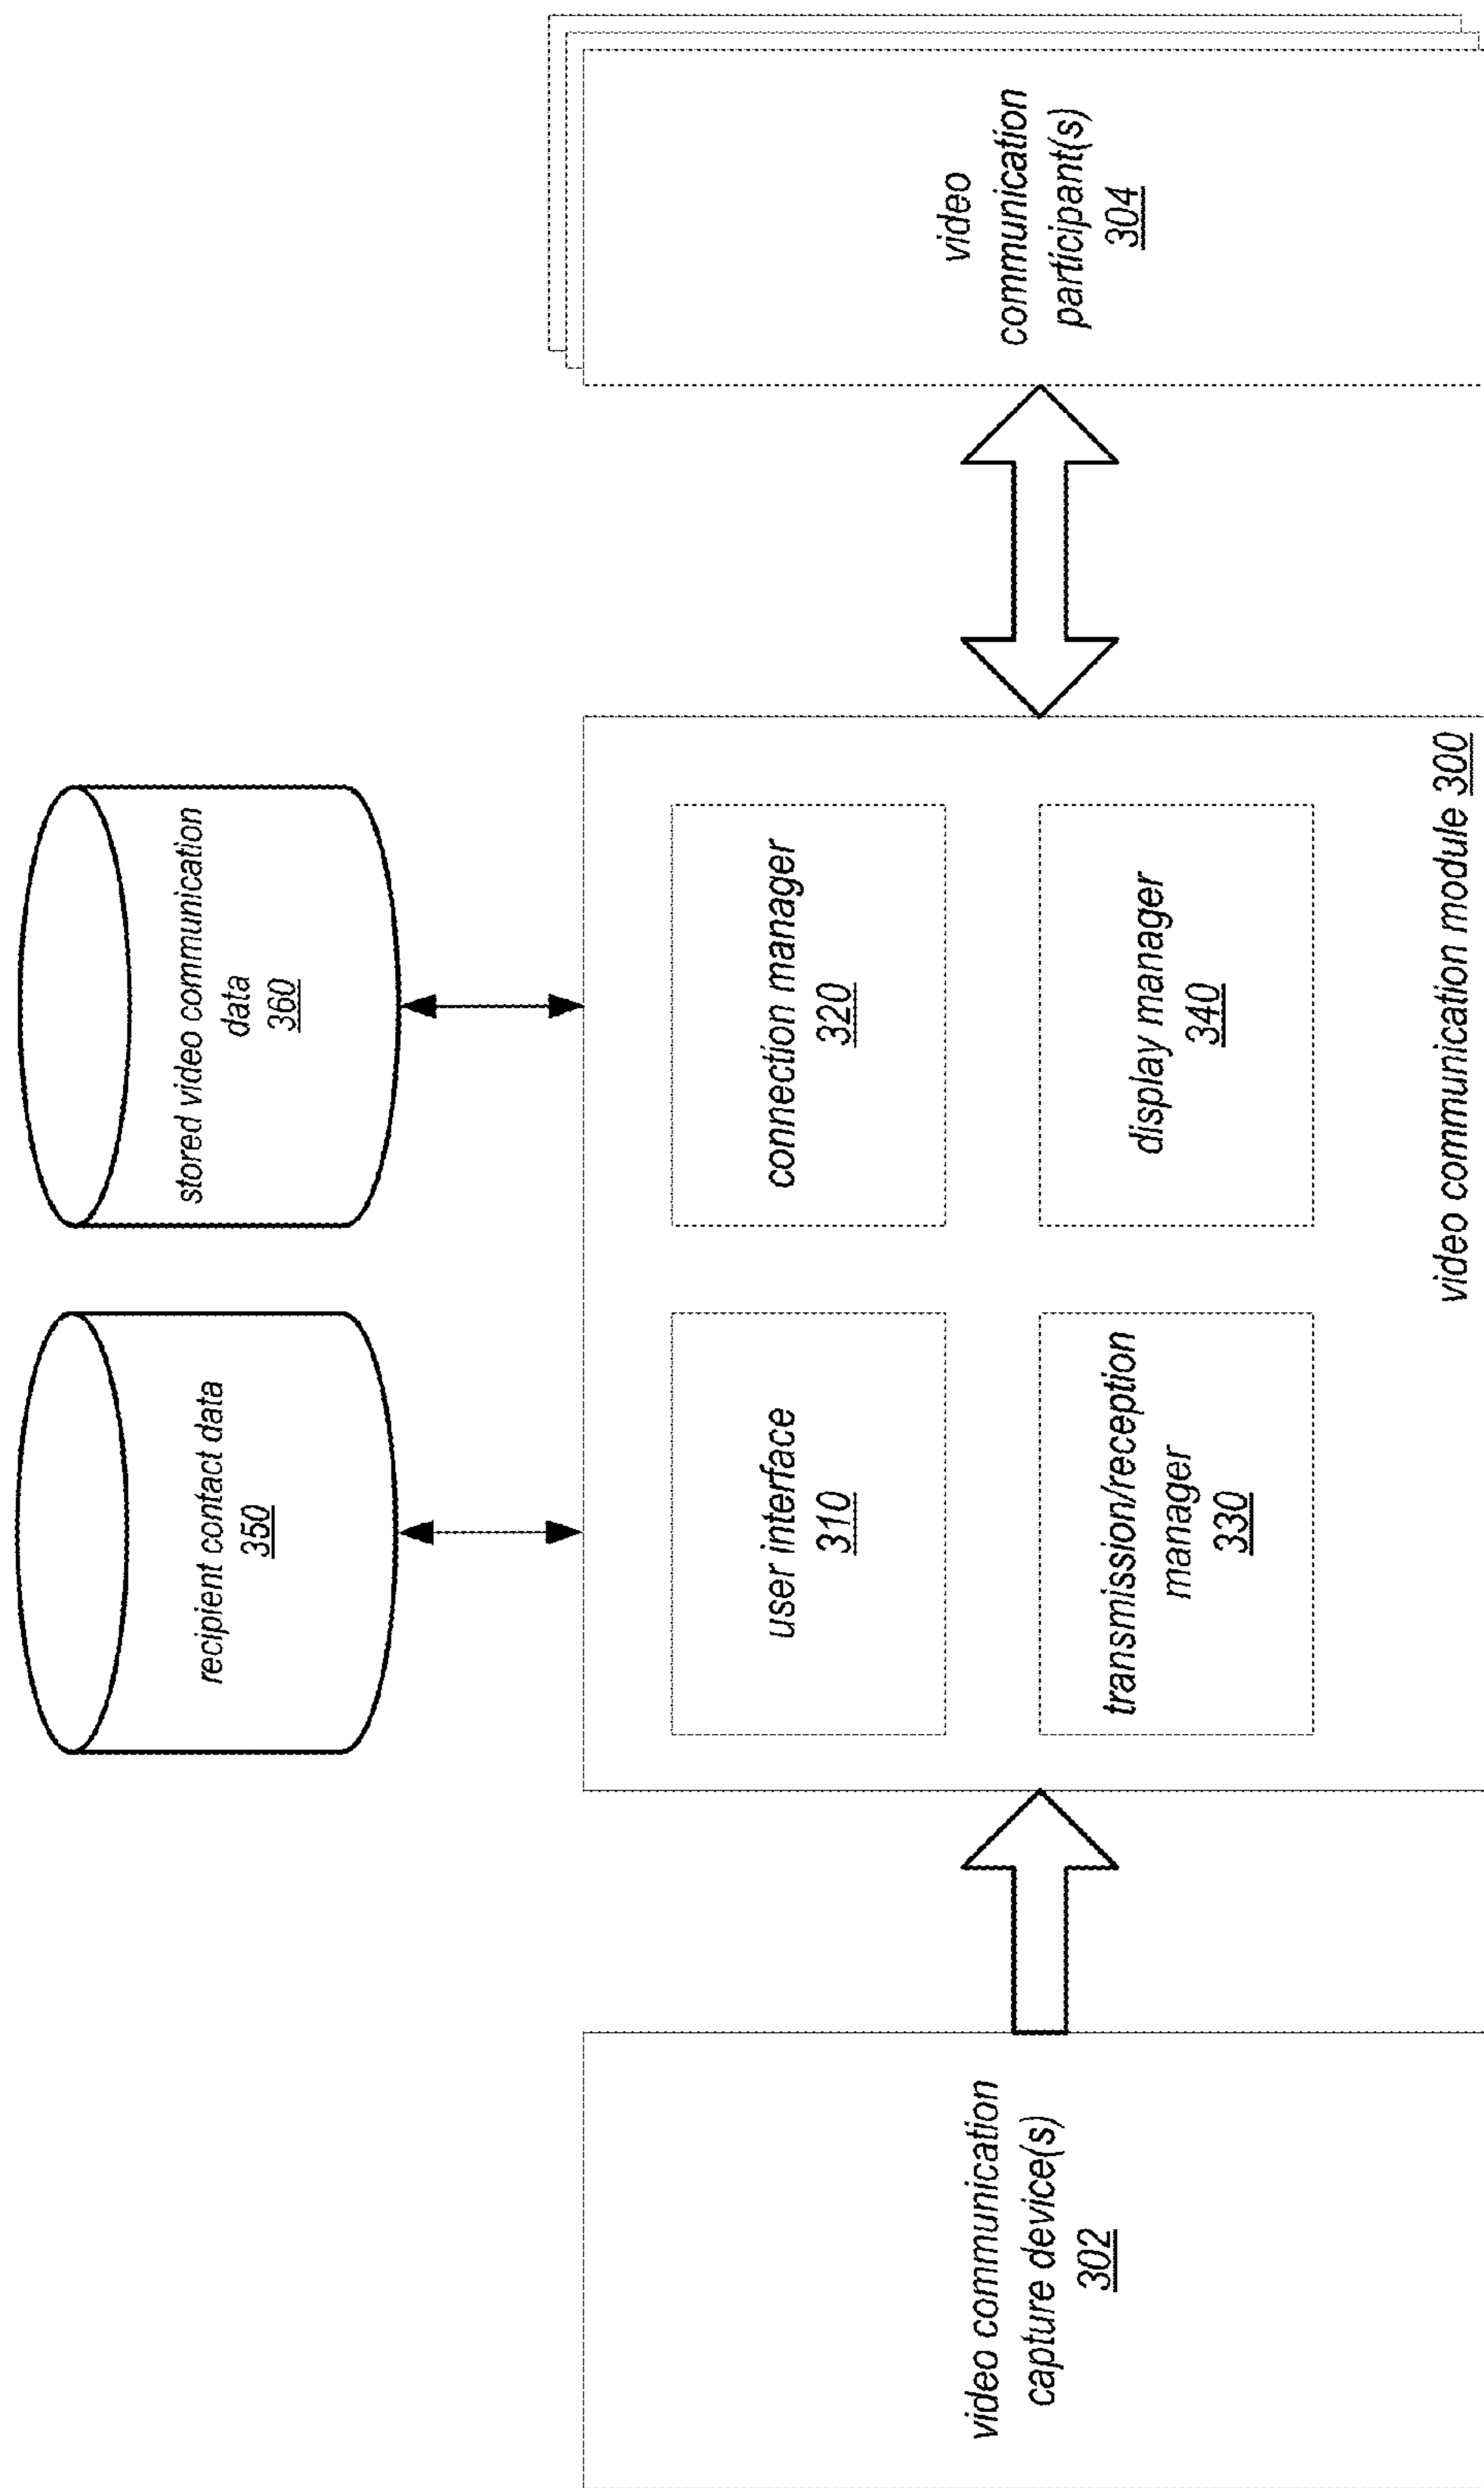 recipient contact data
350
stored video communication
data
360
video communication
capture device(s)
302
user interface
310
connection manager
320
transmission/reception
manager
330
display manager
340
video communication module 300
video
communication
participant(s)
304